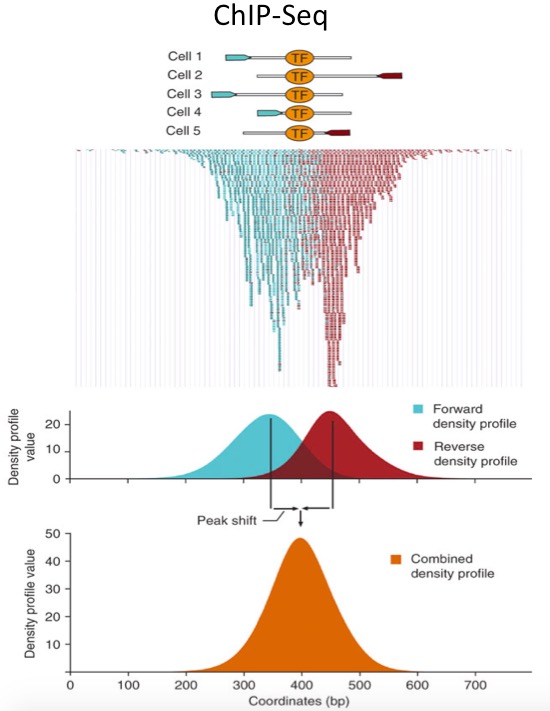 ChIP-Seq
Cell 1 TF
Cell 2 TF
Cell 3 TF
Cell 4 TF
Cell 5 TF
Density profile
value
20
10
0
Forward
density profile
Reverse
density profile
Peak shift
Density profile value
50
40
30
20
10
Combined
density profile
0 100 200 300 400 500 600 700
Coordinates (bp)